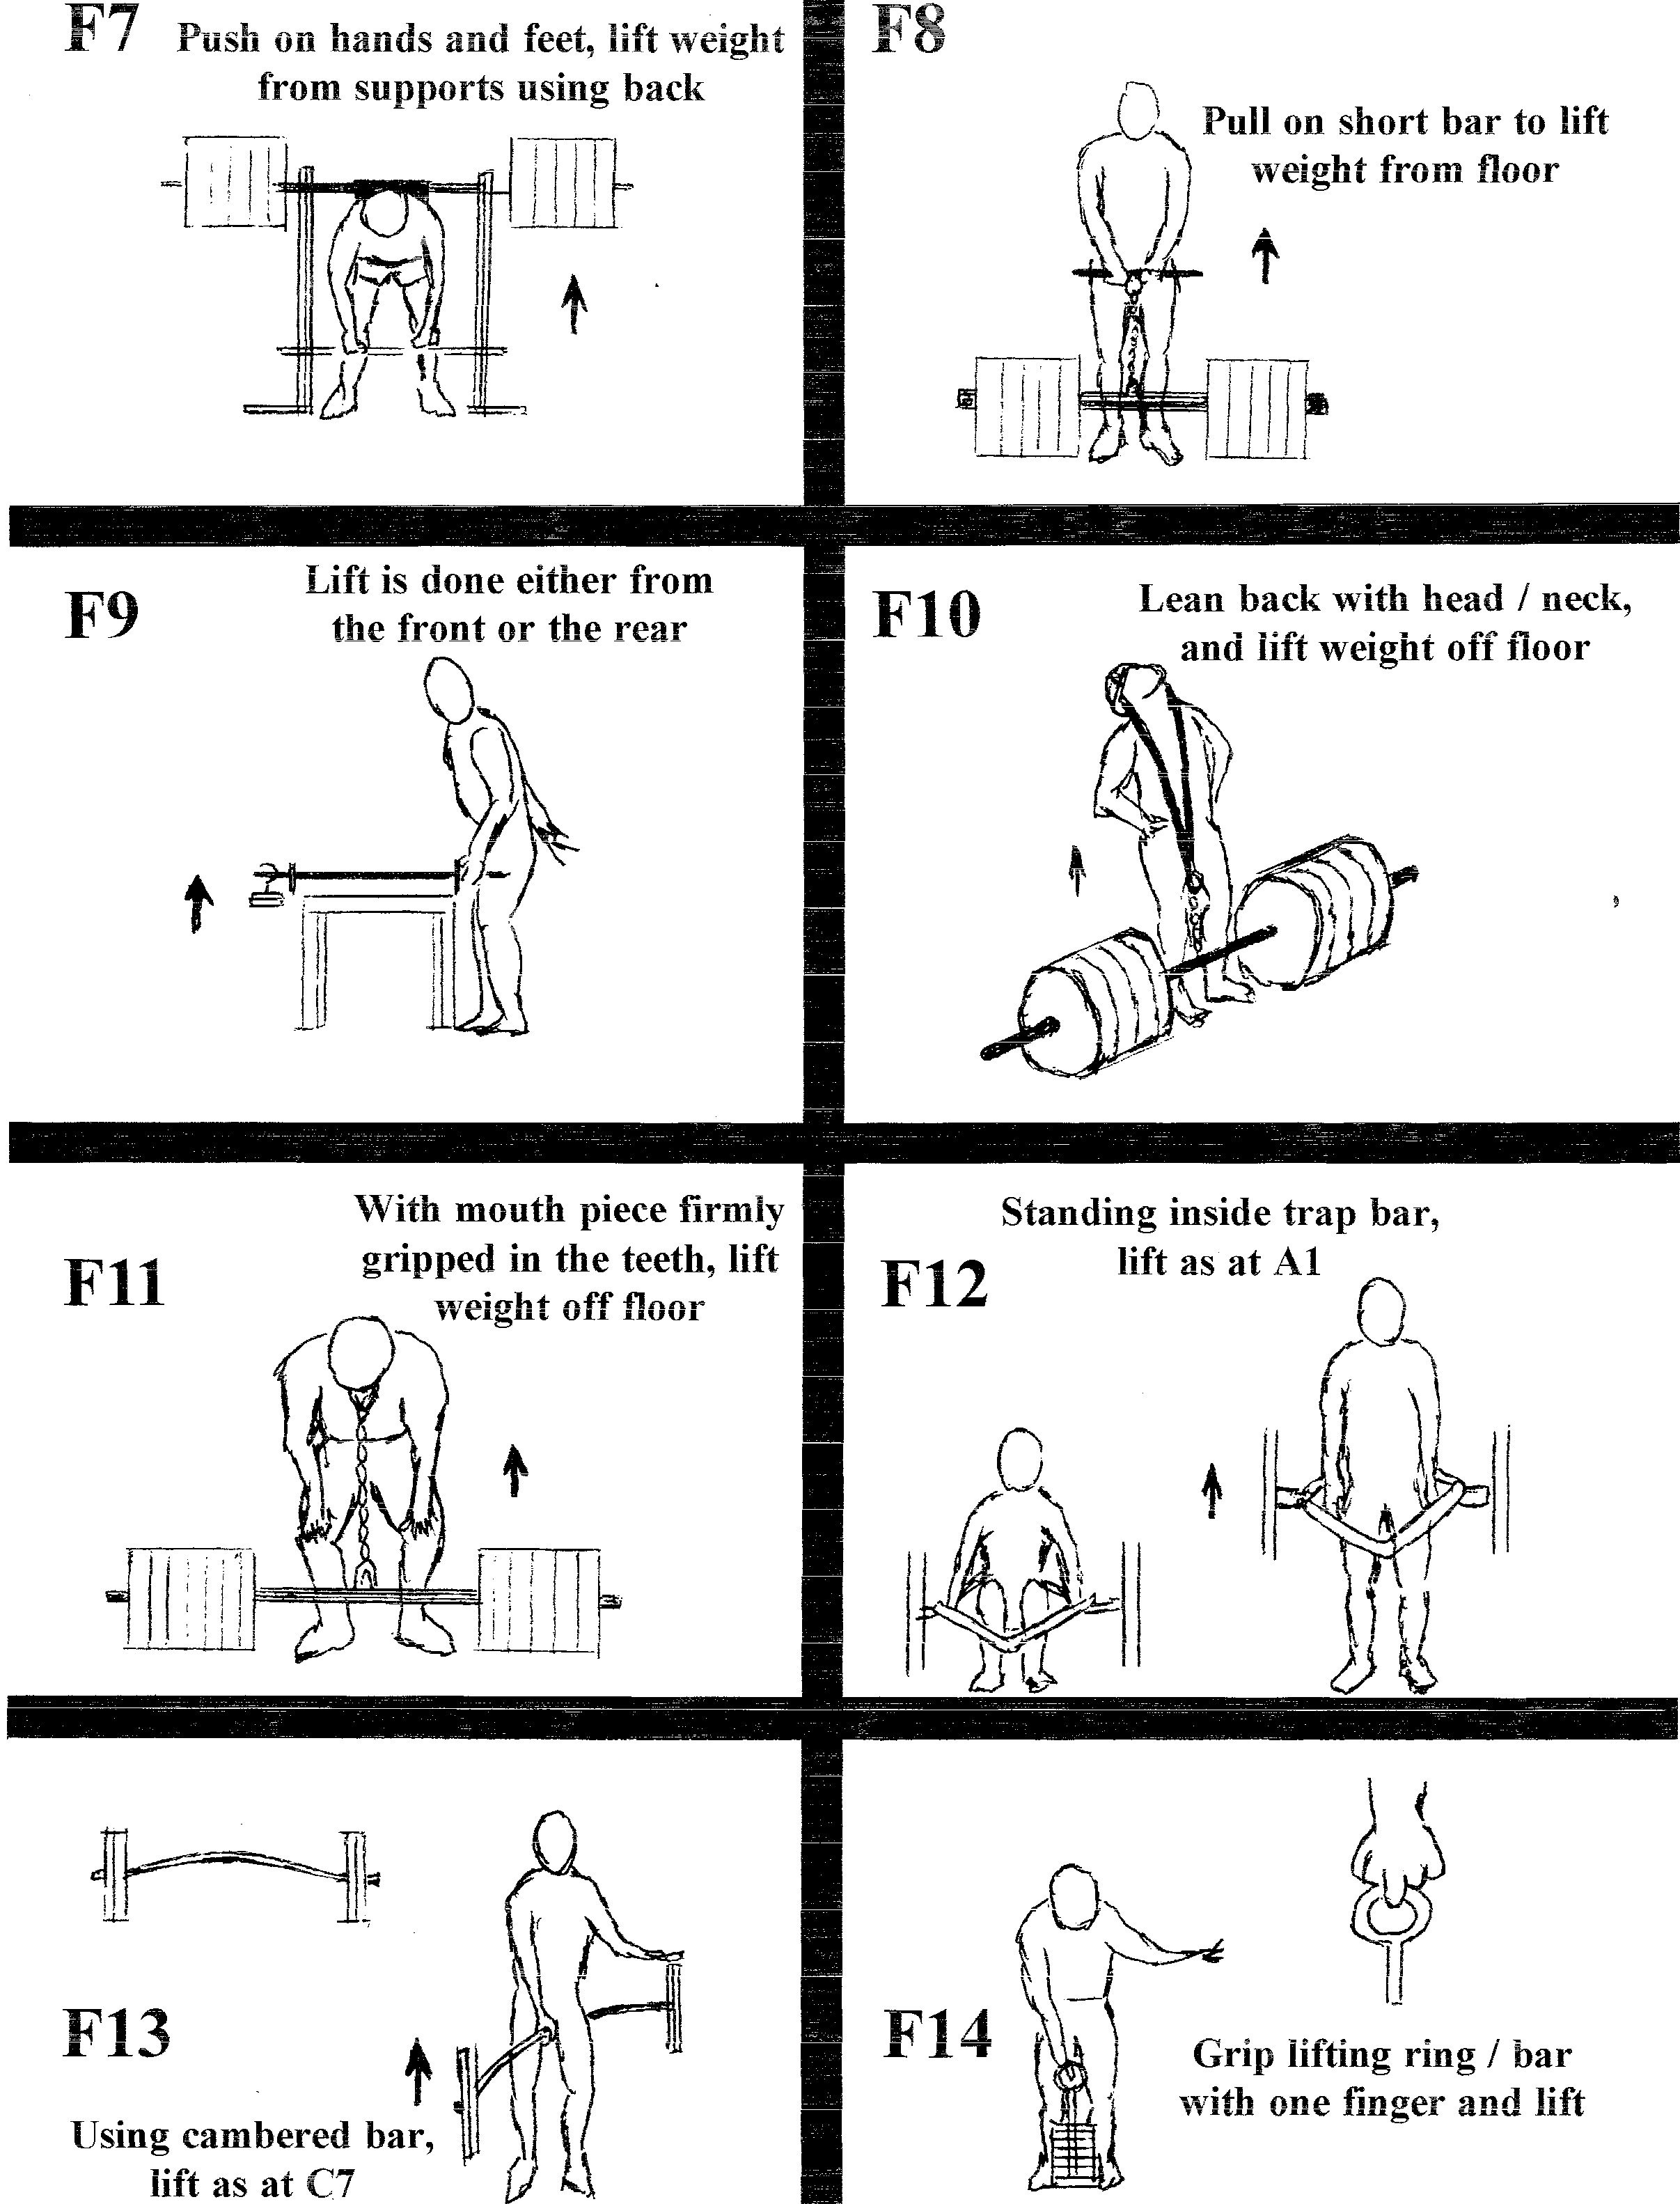 F7
Push on hands and feet, lift weight
from supports using back
F8
Pull on short bar to lift
weight from floor
F9
Lift is done either from
the front or the rear
F10
Lean back with head / neck,
and lift weight off floor
F11
With mouth piece firmly
gripped in the teeth, lift
weight off floor
F12
Standing inside trap bar,
lift as at A1
F13
Using cambered bar,
lift as at C7
F14
Grip lifting ring / bar
with one finger and lift